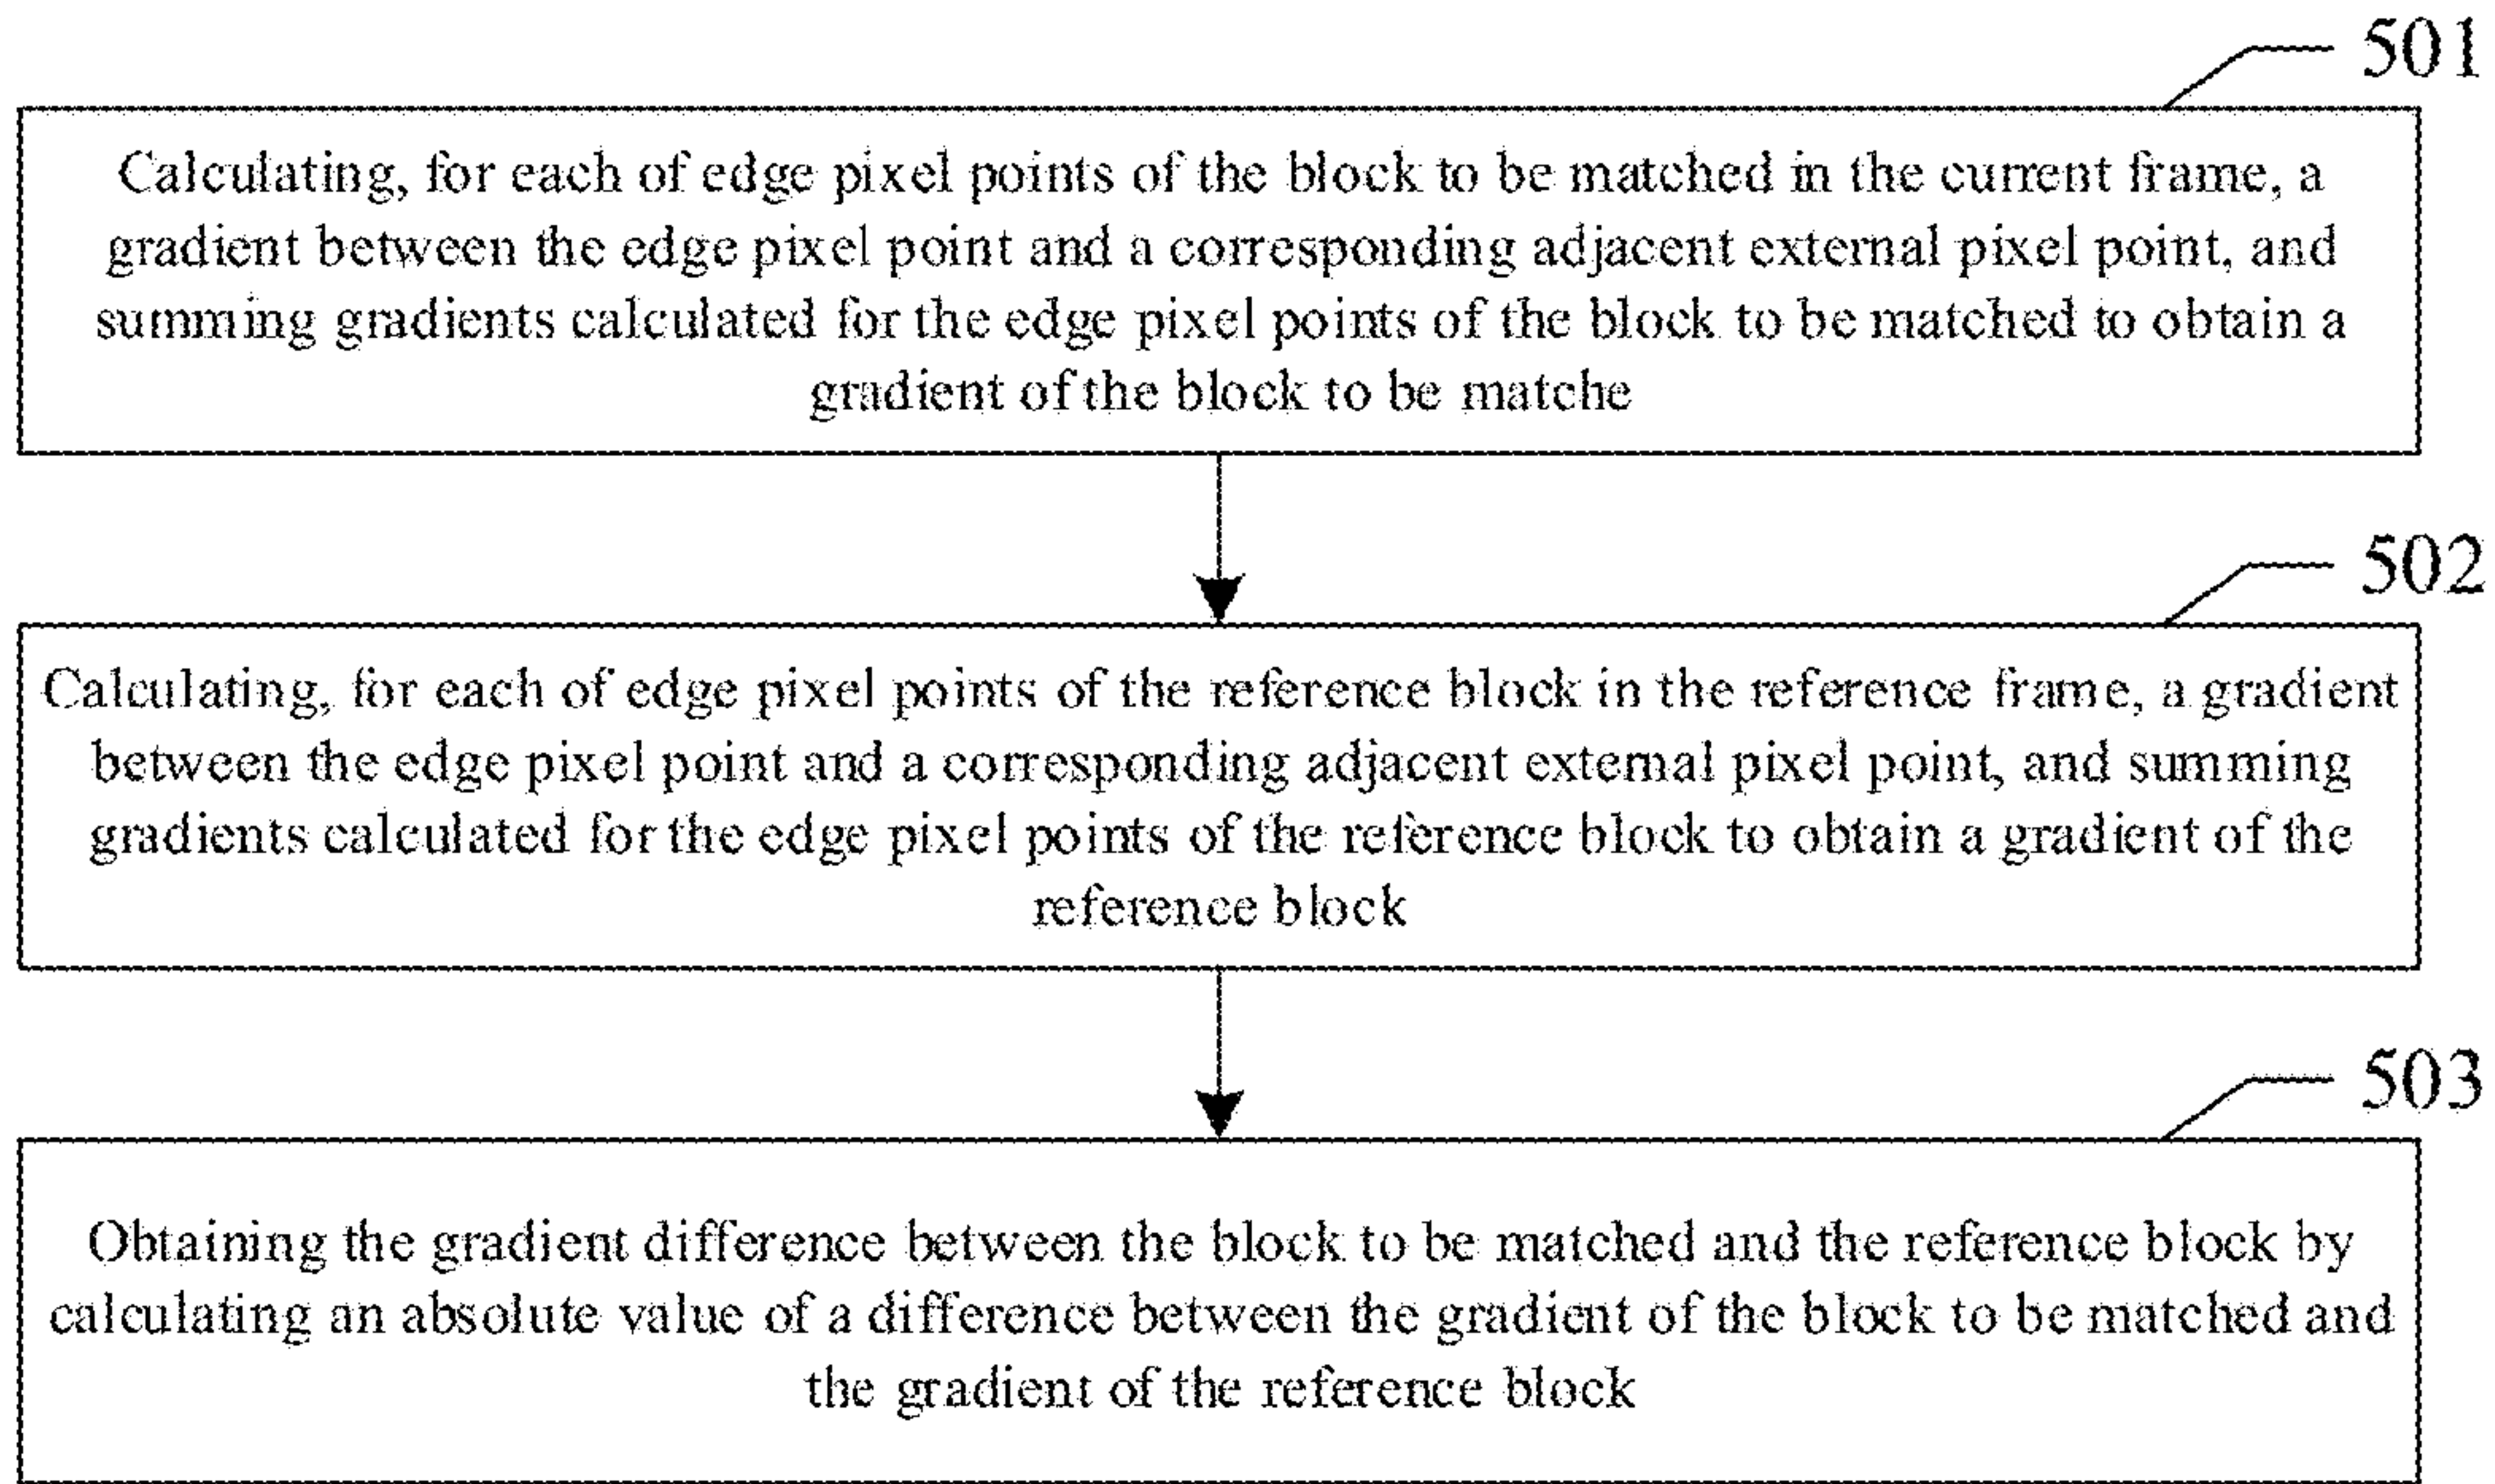 501
Calculating, for each of edge pixel points of the block to be matched in the current frame, a
gradient between the edge pixel point and a corresponding adjacent external pixel point, and
summing gradients calculated for the edge pixel points of the block to be matched to obtain a
gradient of the block to be matche
502
Calculating, for each of edge pixel points of the reference block in the reference frame, a gradient
between the edge pixel point and a corresponding adjacent external pixel point, and summing
gradients calculated for the edge pixel points of the reference block to obtain a gradient of the
reference block
503
Obtaining the gradient difference between the block to be matched and the reference block by
calculating an absolute value of a difference between the gradient of the block to be matched and
the gradient of the reference block